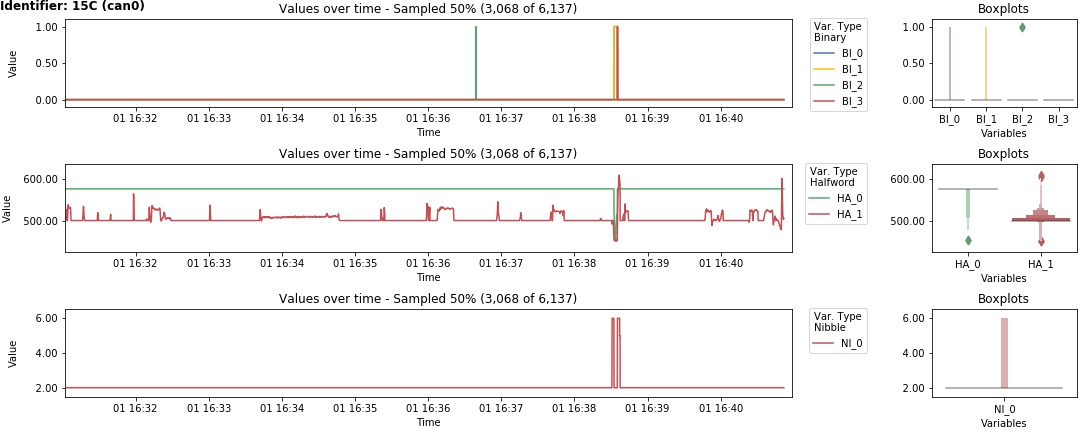 Identifier: 15C (can0)
Values over time - Sampled 50% (3,068 of 6,137)
Value
1.00
0.50
0.00
01 16:32 01 16:33 01 16:34 01 16:35 01 16:36 01 16:37 01 16:38 01 16:39 01 16:40
Time
Var. Type
Binary
BI_0
BI_1
BI_2
BI_3
Boxplots
1.00
0.50
0.00
BI_0 BI_1 BI_2 BI_3
Variables
Values over time - Sampled 50% (3,068 of 6,137)
Value
600.00
500.00
01 16:32 01 16:33 01 16:34 01 16:35 01 16:36 01 16:37 01 16:38 01 16:39 01 16:40
Time
Var. Type
Halfword
HA_0
HA_1
Boxplots
600.00
500.00
HA_0 HA_1
Variables
Values over time - Sampled 50% (3,068 of 6,137)
Value
6.00
4.00
2.00
01 16:32 01 16:33 01 16:34 01 16:35 01 16:36 01 16:37 01 16:38 01 16:39 01 16:40
Time
Var. Type
Nibble
NI_0
Boxplots
6.00
4.00
2.00
NI_0
Variables